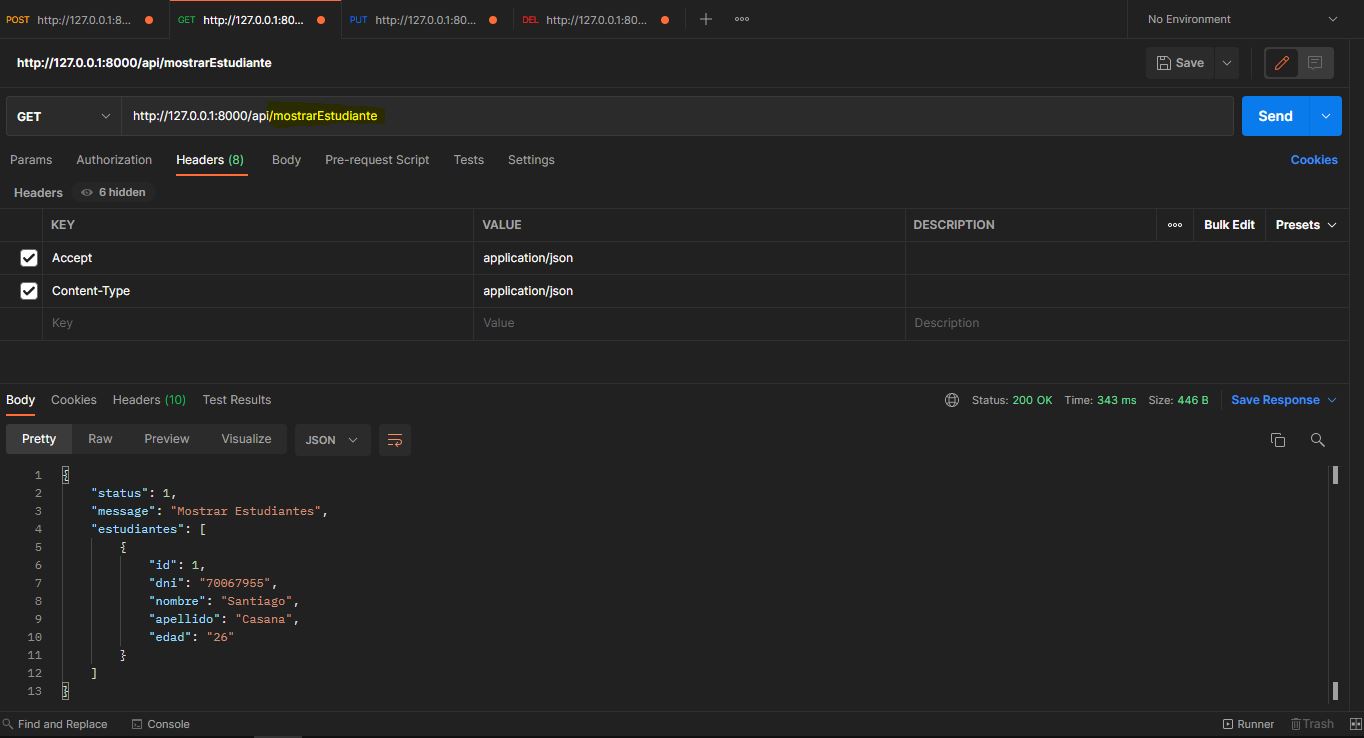 POST http://127.0.0.1:8... GET http://127.0.0.1:80... PUT http://127.0.0.1:80... DEL http://127.0.0.1:80... No Environment
http://127.0.0.1:8000/api/mostrarEstudiante Save
GET http://127.0.0.1:8000/api/mostrarEstudiante Send
Params Authorization Headers (8) Body Pre-request Script Tests Settings Cookies
Headers 6 hidden
KEY VALUE DESCRIPTION Bulk Edit Presets
Accept application/json
Content-Type application/json
Key Value Description
Body Cookies Headers (10) Test Results Status: 200 OK Time: 343 ms Size: 446 B Save Response
Pretty Raw Preview Visualize JSON
1 {
2 "status": 1,
3 "message": "Mostrar Estudiantes",
4 "estudiantes": [
5 {
6 "id": 1,
7 "dni": "70067955",
8 "nombre": "Santiago",
9 "apellido": "Casana",
10 "edad": "26"
11 }
12 ]
13 }
Find and Replace Console Runner Trash